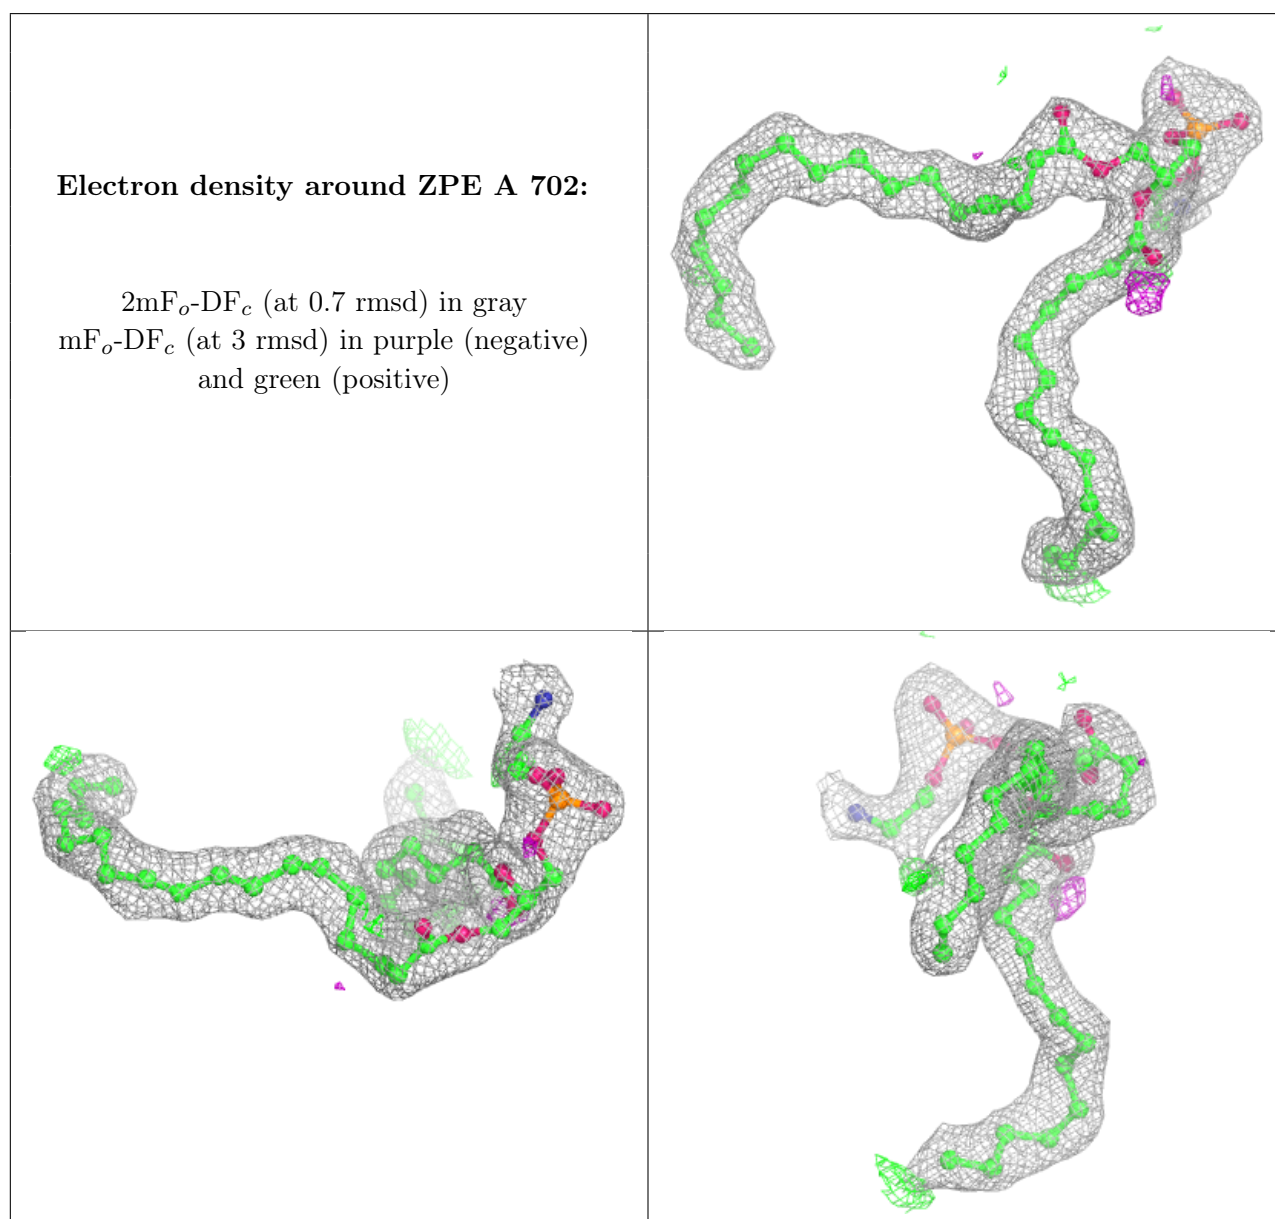 Electron density around ZPE A 702:
2mFo-DFc (at 0.7 rmsd) in gray
mFo-DFc (at 3 rmsd) in purple (negative)
and green (positive)